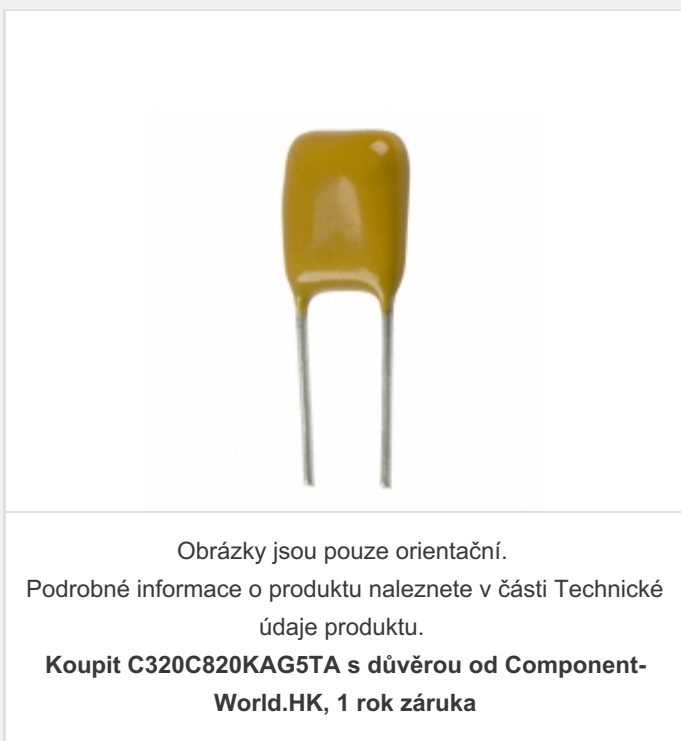 Obrázky jsou pouze orientační.
Podrobné informace o produktu naleznete v části Technické
údaje produktu.
Koupit C320C820KAG5TA s důvěrou od Component-
World.HK, 1 rok záruka